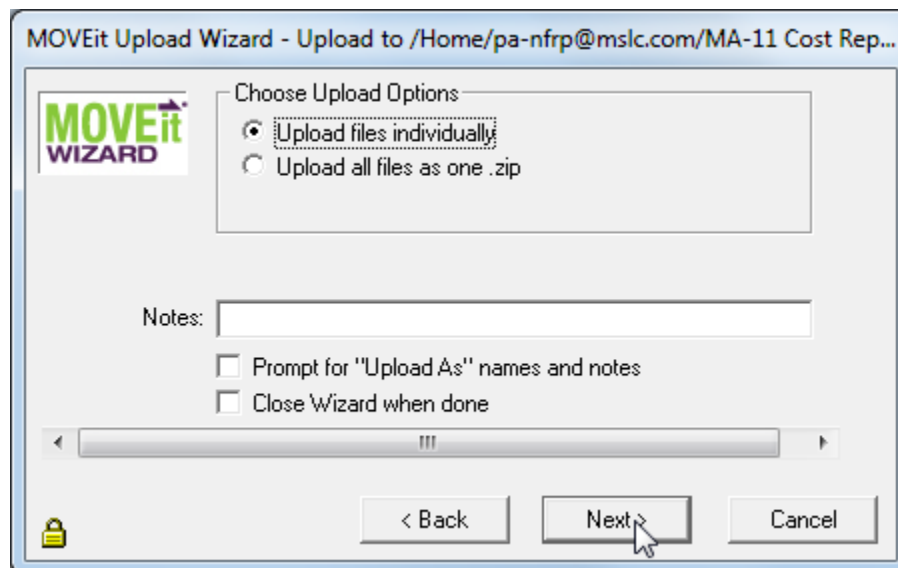 MOVEit Upload Wizard - Upload to /Home/pa-nfrp@mslc.com/MA-11 Cost Rep...
MOVEit
WIZARD
Choose Upload Options
Upload files individually
Upload all files as one .zip
Notes:
Prompt for "Upload As" names and notes
Close Wizard when done
< Back
Next >
Cancel